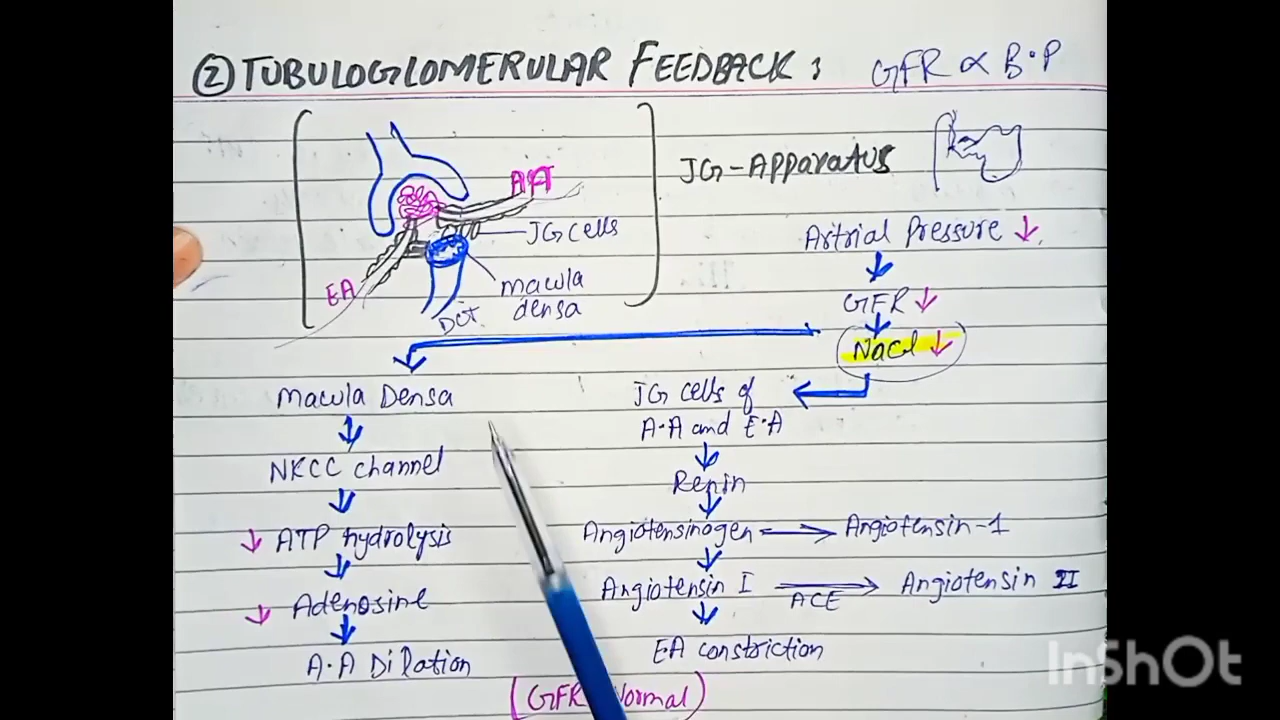 ② TUBULOGLOMERULAR FEEDBACK : GFR ∝ B.P
AFT
JG cells
macula
densa
EA
DCT
JG-Apparatus
Artrial Pressure ↓
GFR ↓
Nacl ↓
Macula Densa
NKCC channel
↓ ATP hydrolysis
↓ Adenosine
A.A Dilation
JG cells of
A.A and E.A
Renin
Angiotensinogen → Angiotensin-1
Angiotensin I → Angiotensin II
ACE
EA constriction
(GFR Normal)
InShOt